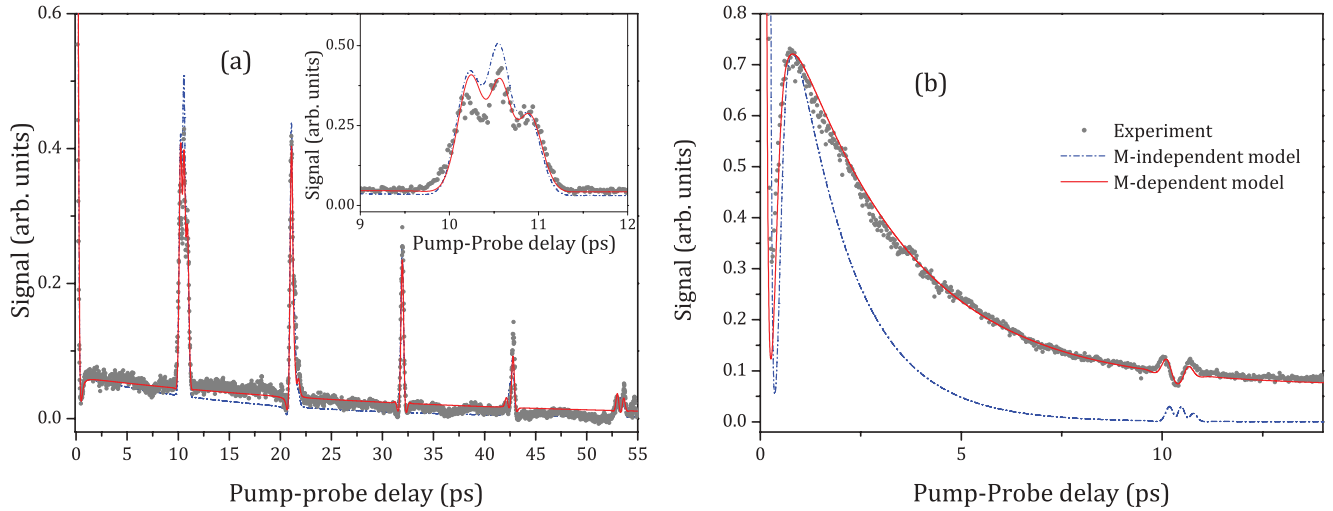 0.6
0.4
0.2
0.0
Signal (arb. units)
(a)
0 5 10 15 20 25 30 35 40 45 50 55
Pump-probe delay (ps)
0.50
0.25
0.00
Signal (arb. units)
9 10 11 12
Pump-Probe delay (ps)
0.8
0.7
0.6
0.5
0.4
0.3
0.2
0.1
0.0
Signal (arb. units)
(b)
Experiment
M-independent model
M-dependent model
0 5 10
Pump-Probe delay (ps)